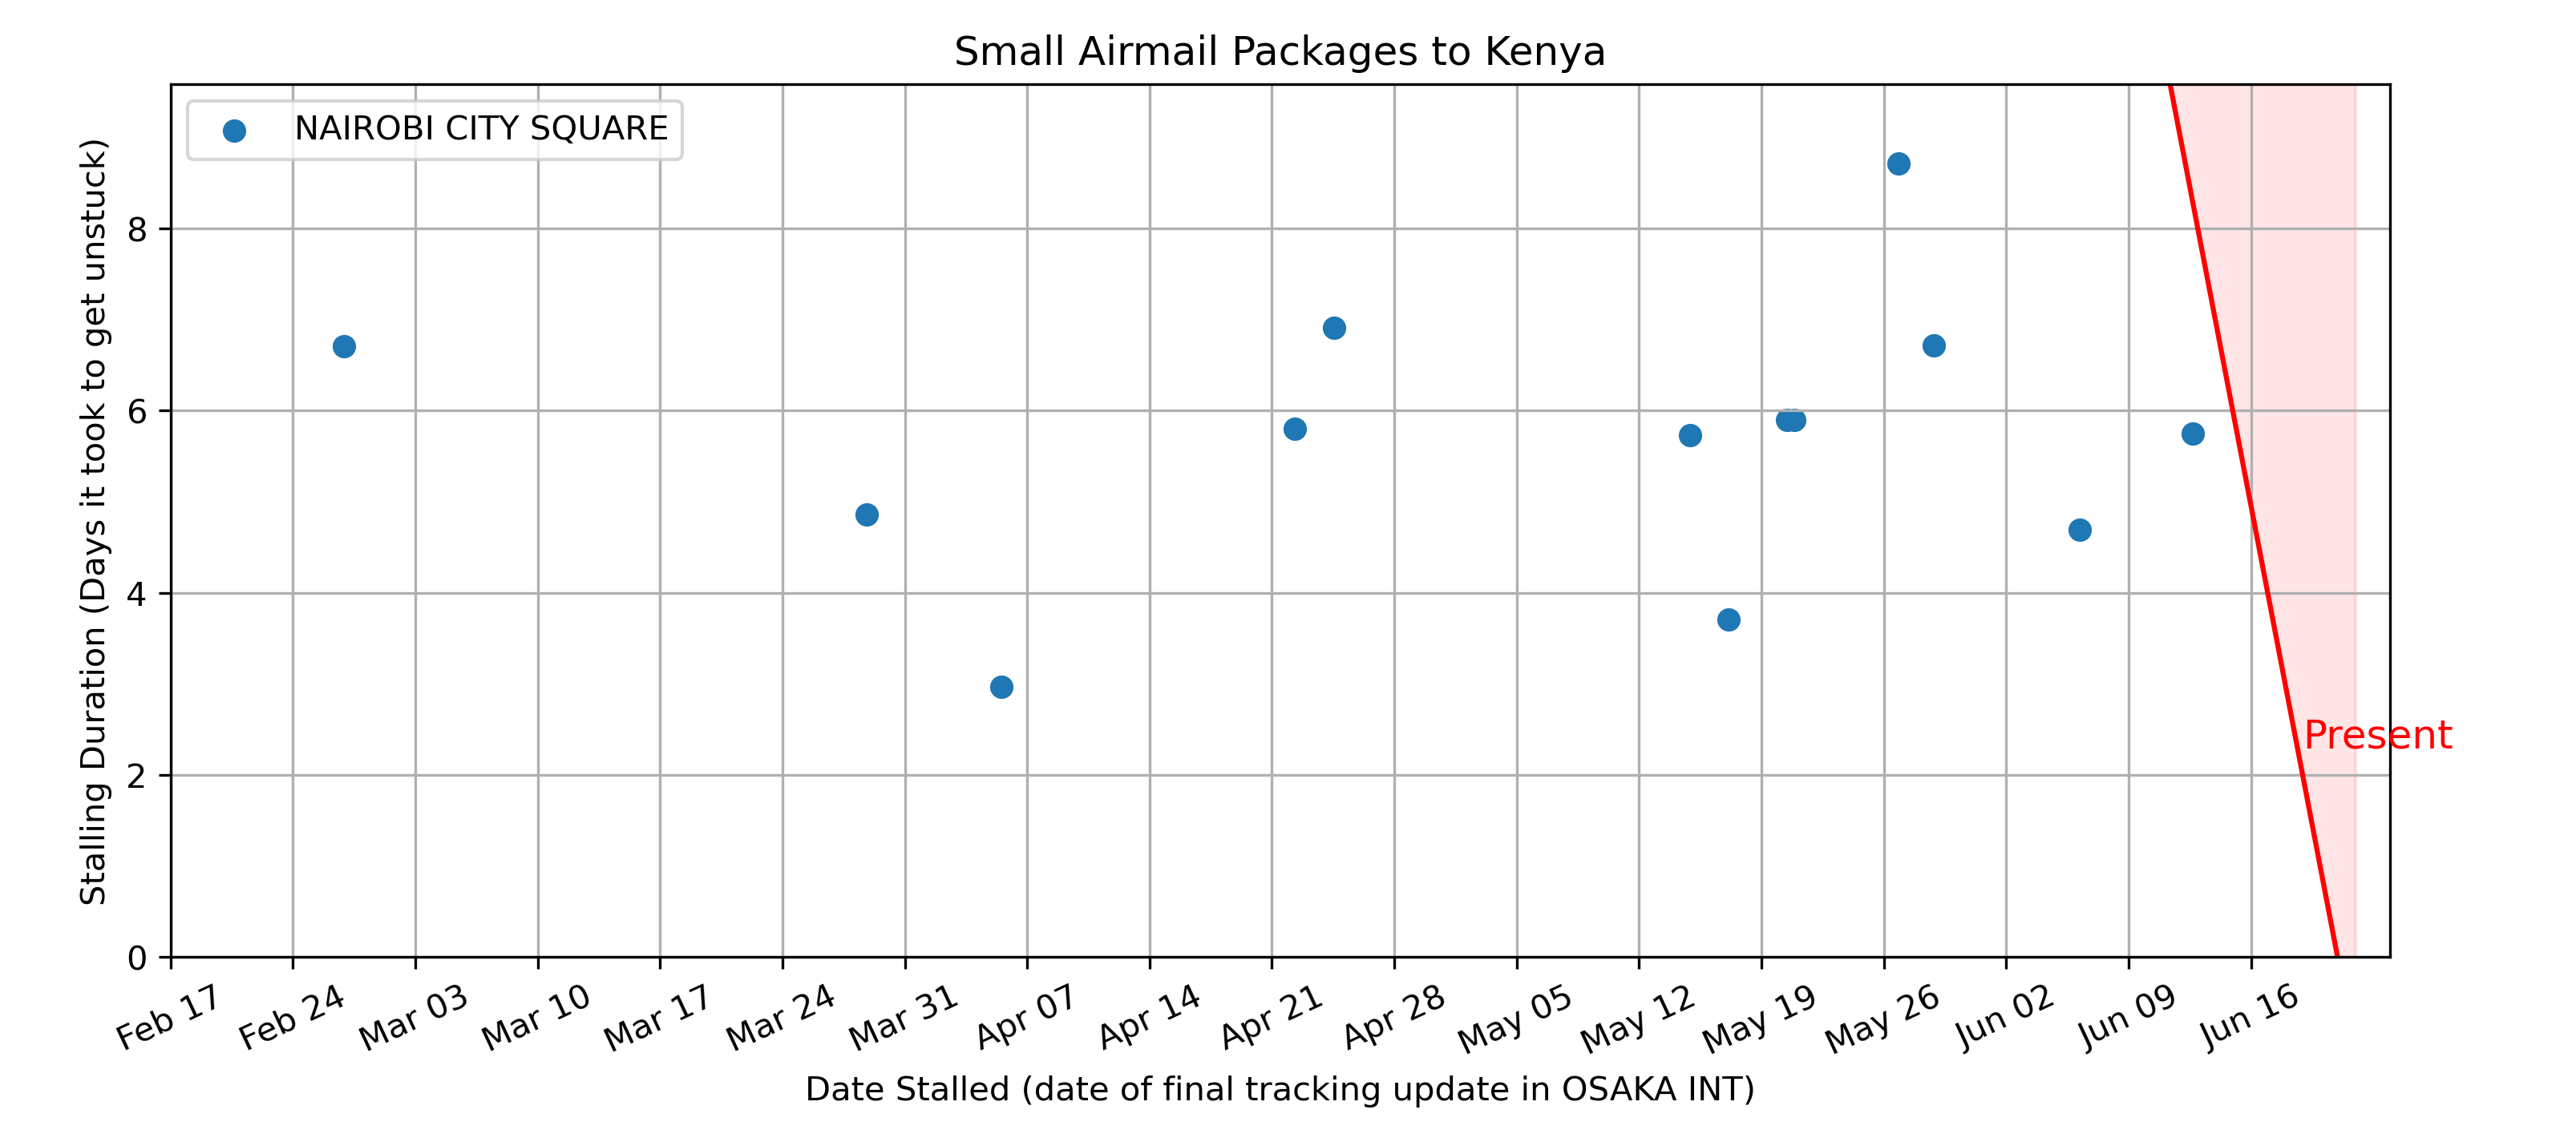 Small Airmail Packages to Kenya
NAIROBI CITY SQUARE
Stalling Duration (Days it took to get unstuck)
8
6
4
2
0
Present
Feb 17
Feb 24
Mar 03
Mar 10
Mar 17
Mar 24
Mar 31
Apr 07
Apr 14
Apr 21
Apr 28
May 05
May 12
May 19
May 26
Jun 02
Jun 09
Jun 16
Date Stalled (date of final tracking update in OSAKA INT)